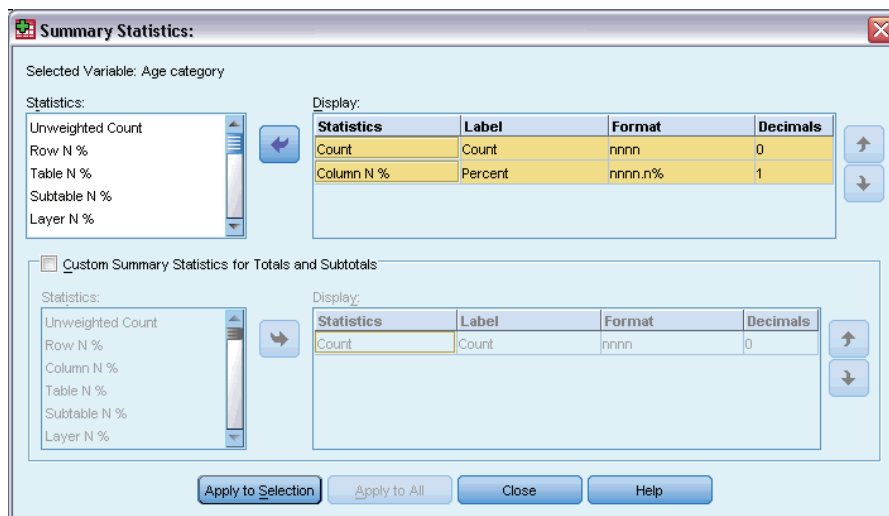 Summary Statistics:
Selected Variable: Age category
Statistics:
Unweighted Count
Row N %
Table N %
Subtable N %
Layer N %
Display:
Statistics Label Format Decimals
Count Count nnnn 0
Column N % Percent nnnn.n% 1
Custom Summary Statistics for Totals and Subtotals
Statistics:
Unweighted Count
Row N %
Column N %
Table N %
Subtable N %
Layer N %
Display:
Statistics Label Format Decimals
Count Count nnnn 0
Apply to Selection
Apply to All
Close
Help